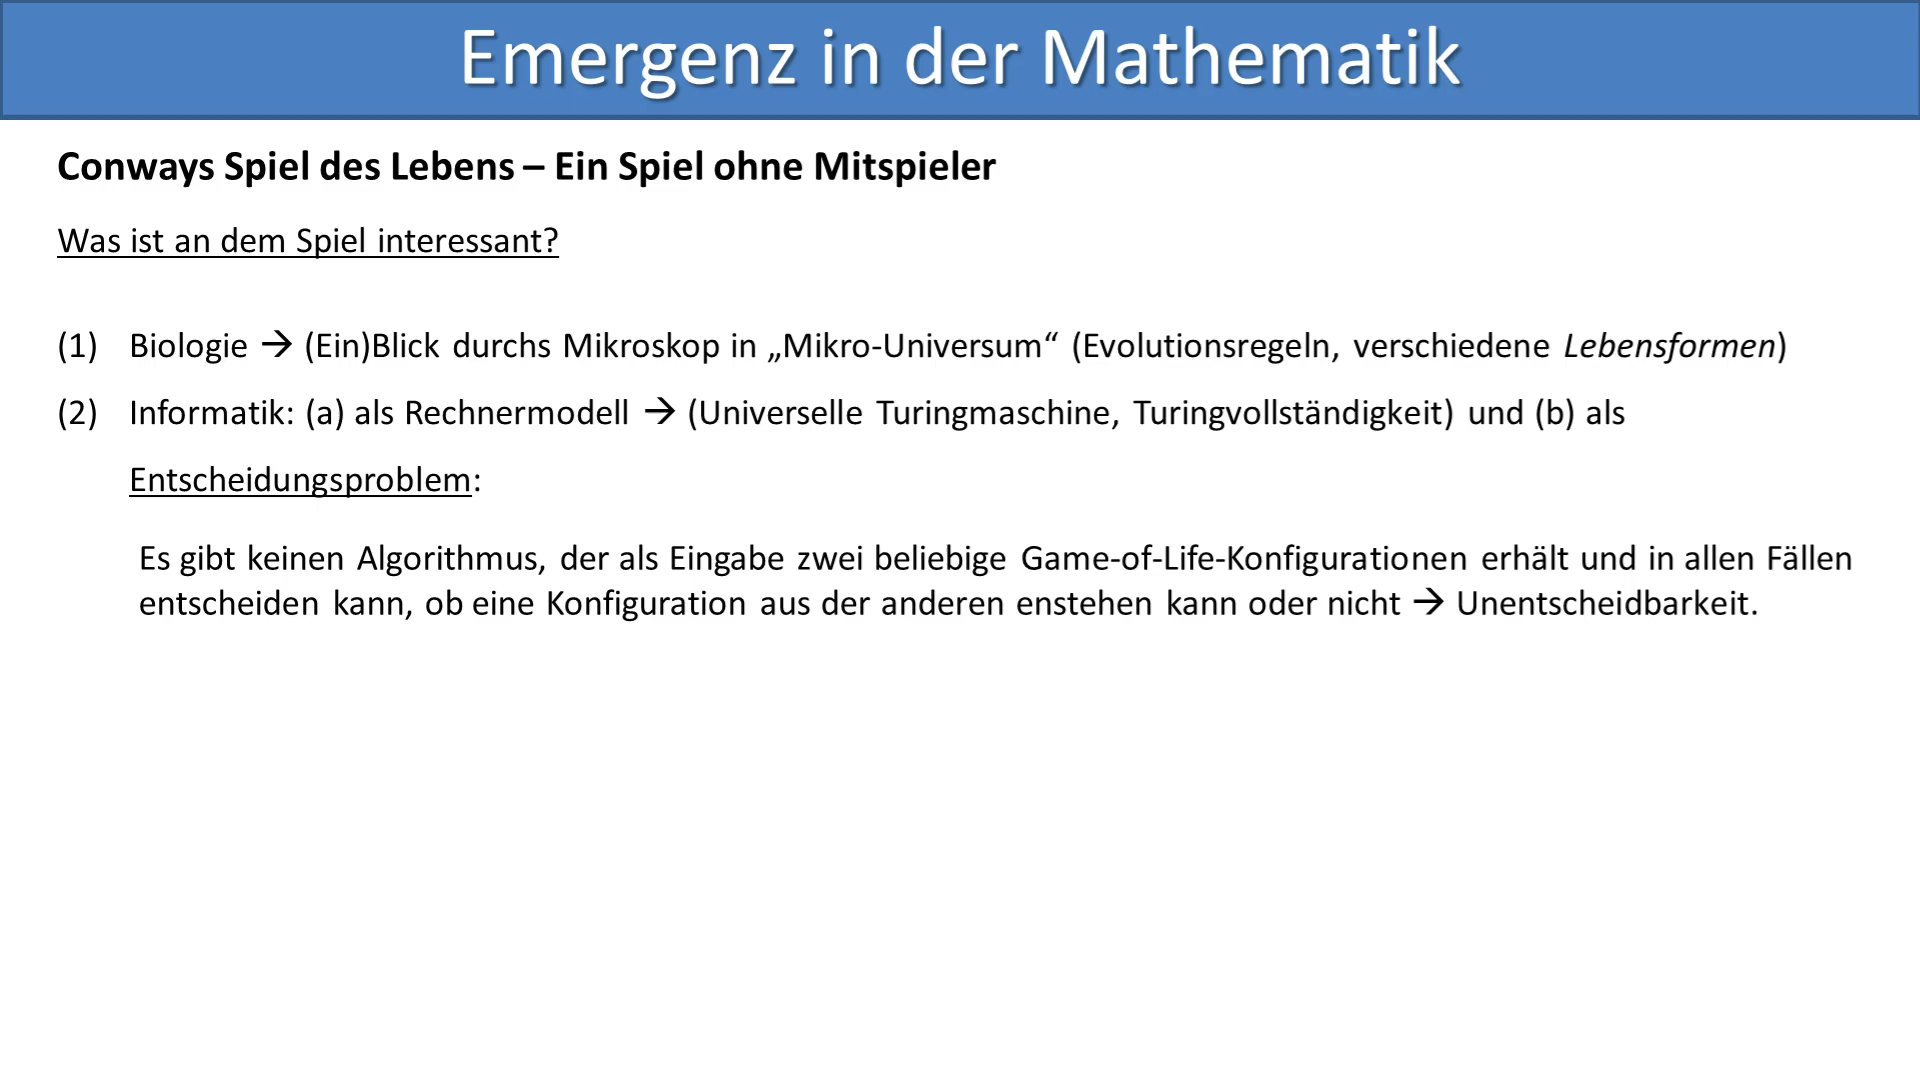 Emergenz in der Mathematik
Conways Spiel des Lebens – Ein Spiel ohne Mitspieler
Was ist an dem Spiel interessant?
(1) Biologie → (Ein)Blick durchs Mikroskop in „Mikro-Universum“ (Evolutionsregeln, verschiedene Lebensformen)
(2) Informatik: (a) als Rechnermodell → (Universelle Turingmaschine, Turingvollständigkeit) und (b) als
Entscheidungsproblem:
Es gibt keinen Algorithmus, der als Eingabe zwei beliebige Game-of-Life-Konfigurationen erhält und in allen Fällen
entscheiden kann, ob eine Konfiguration aus der anderen enstehen kann oder nicht → Unentscheidbarkeit.